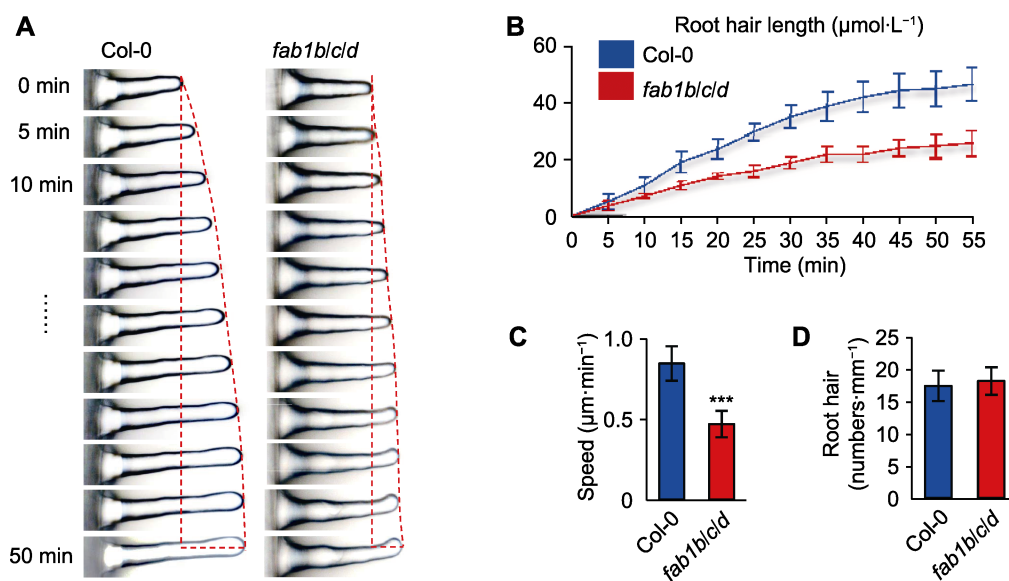 A
Col-0
fab1b/c/d
0 min
5 min
10 min
......
50 min
B
Root hair length (μmol·L⁻¹)
Col-0
fab1b/c/d
60
40
20
0
0 5 10 15 20 25 30 35 40 45 50 55
Time (min)
C
Speed (μm·min⁻¹)
1.0
0.5
0
***
Col-0
fab1b/c/d
D
Root hair
(numbers·mm⁻¹)
25
20
15
10
5
0
Col-0
fab1b/c/d